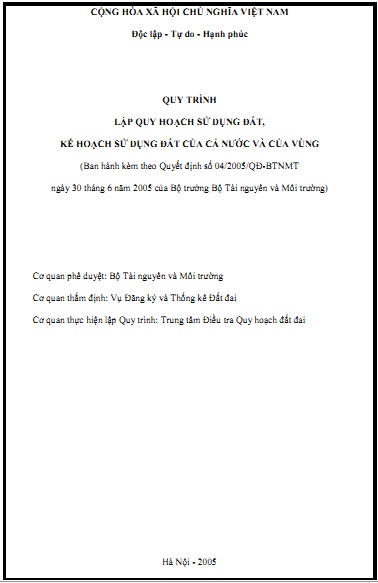 CỘNG HÒA XÃ HỘI CHỦ NGHĨA VIỆT NAM
Độc lập - Tự do - Hạnh phúc
QUY TRÌNH
LẬP QUY HOẠCH SỬ DỤNG ĐẤT,
KẾ HOẠCH SỬ DỤNG ĐẤT CỦA CẢ NƯỚC VÀ CỦA VÙNG
(Ban hành kèm theo Quyết định số 04/2005/QĐ-BTNMT
ngày 30 tháng 6 năm 2005 của Bộ trưởng Bộ Tài nguyên và Môi trường)
Cơ quan phê duyệt: Bộ Tài nguyên và Môi trường
Cơ quan thẩm định: Vụ Đăng ký và Thống kê Đất đai
Cơ quan thực hiện lập Quy trình: Trung tâm Điều tra Quy hoạch đất đai
Hà Nội - 2005